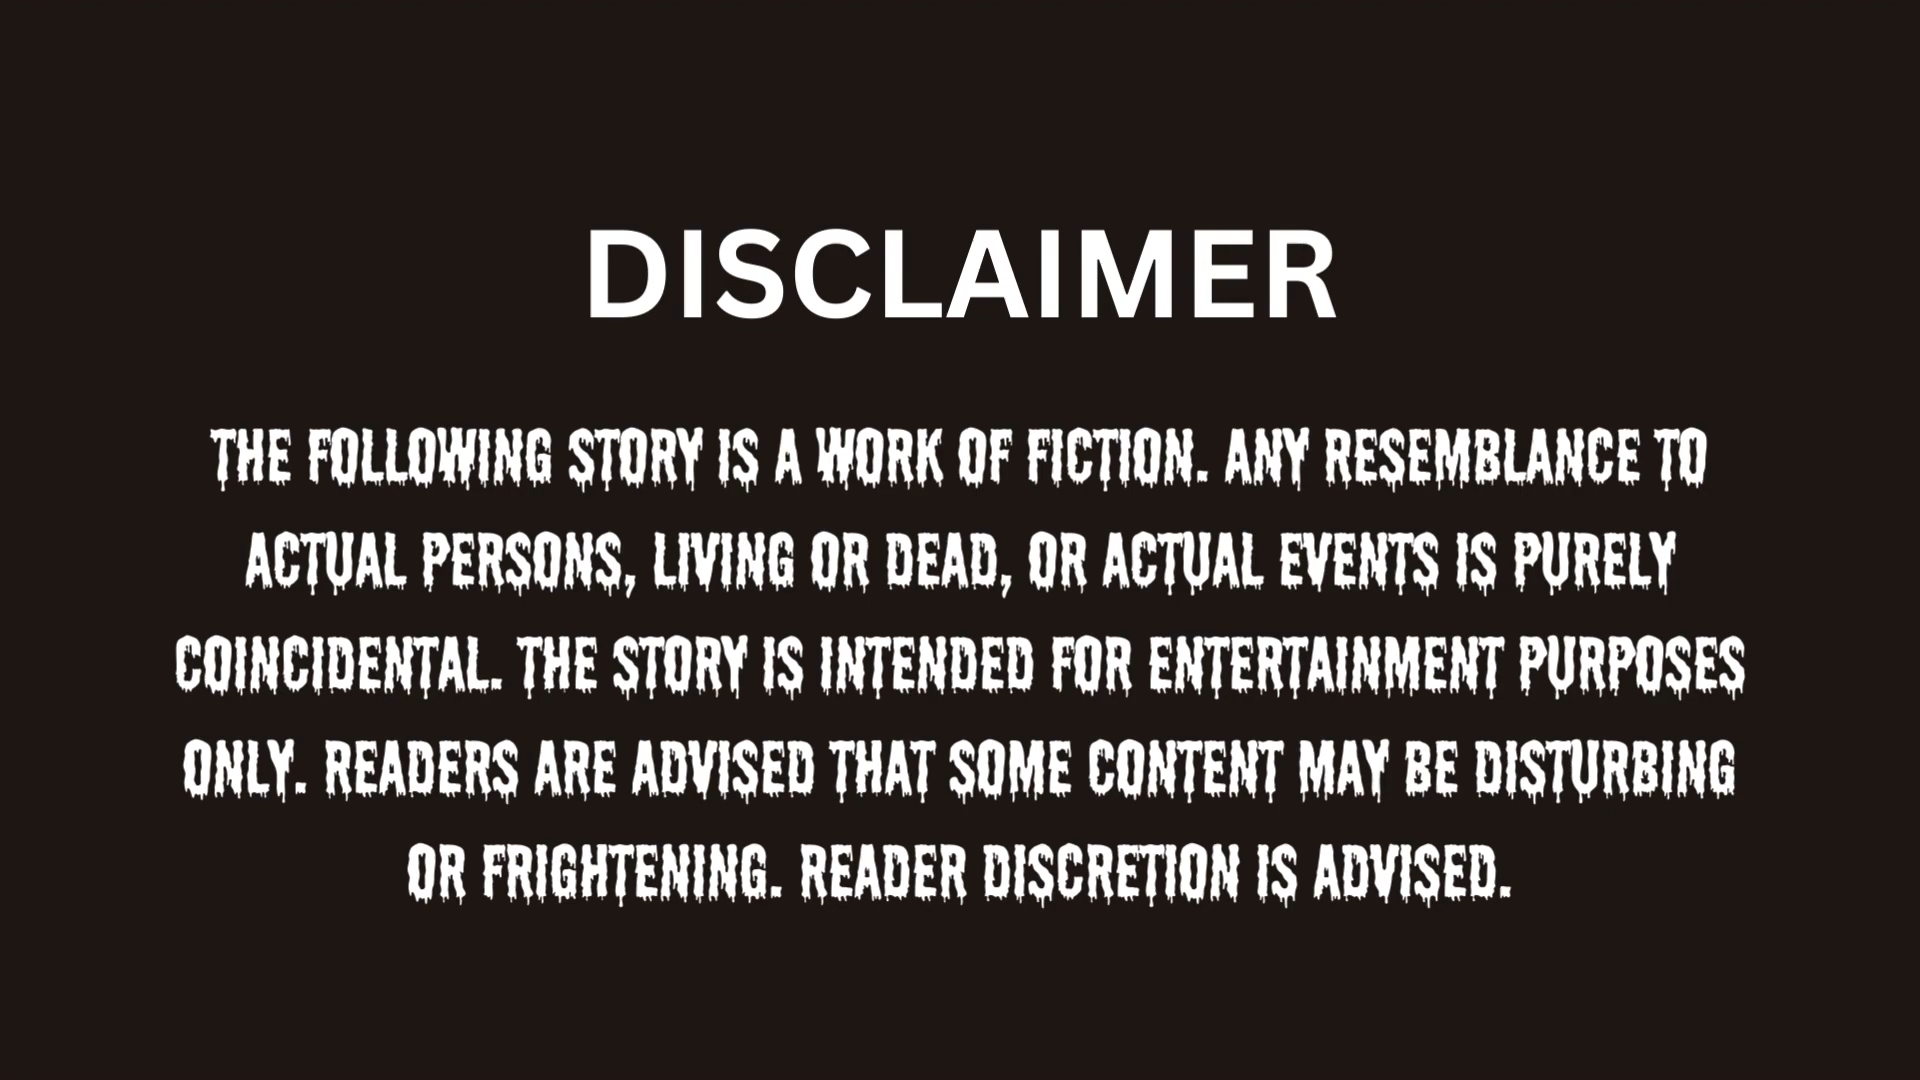 DISCLAIMER
THE FOLLOWING STORY IS A WORK OF FICTION. ANY RESEMBLANCE TO
ACTUAL PERSONS, LIVING OR DEAD, OR ACTUAL EVENTS IS PURELY
COINCIDENTAL. THE STORY IS INTENDED FOR ENTERTAINMENT PURPOSES
ONLY. READERS ARE ADVISED THAT SOME CONTENT MAY BE DISTURBING
OR FRIGHTENING. READER DISCRETION IS ADVISED.